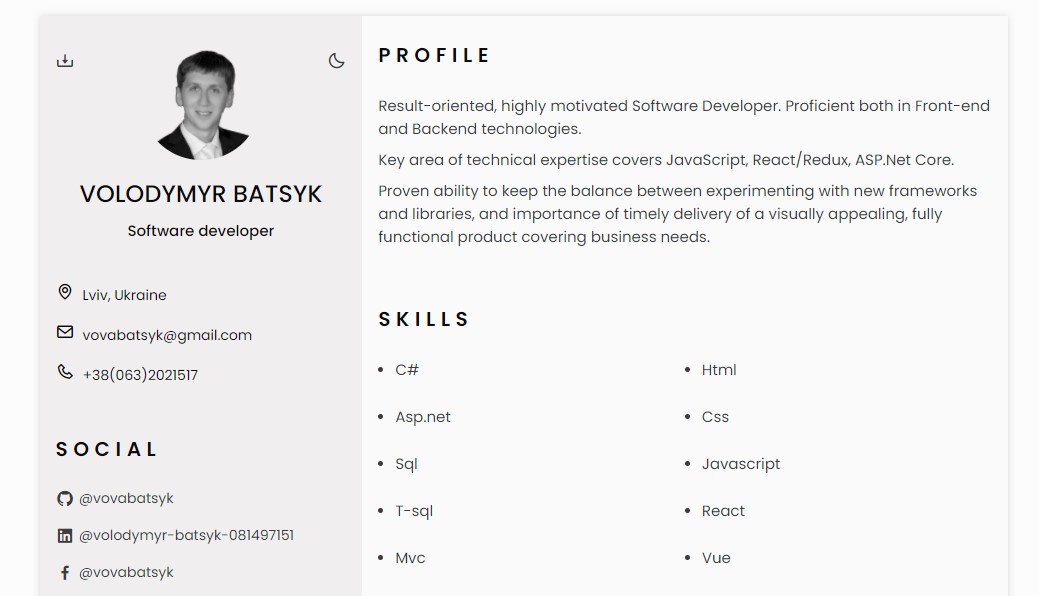 VOLODYMYR BATSYK
Software developer
Lviv, Ukraine
vovabatsyk@gmail.com
+38(063)2021517
SOCIAL
@vovabatsyk
@volodymyr-batsyk-081497151
@vovabatsyk
PROFILE
Result-oriented, highly motivated Software Developer. Proficient both in Front-end
and Backend technologies.
Key area of technical expertise covers JavaScript, React/Redux, ASP.Net Core.
Proven ability to keep the balance between experimenting with new frameworks
and libraries, and importance of timely delivery of a visually appealing, fully
functional product covering business needs.
SKILLS
C#
Asp.net
Sql
T-sql
Mvc
Html
Css
Javascript
React
Vue